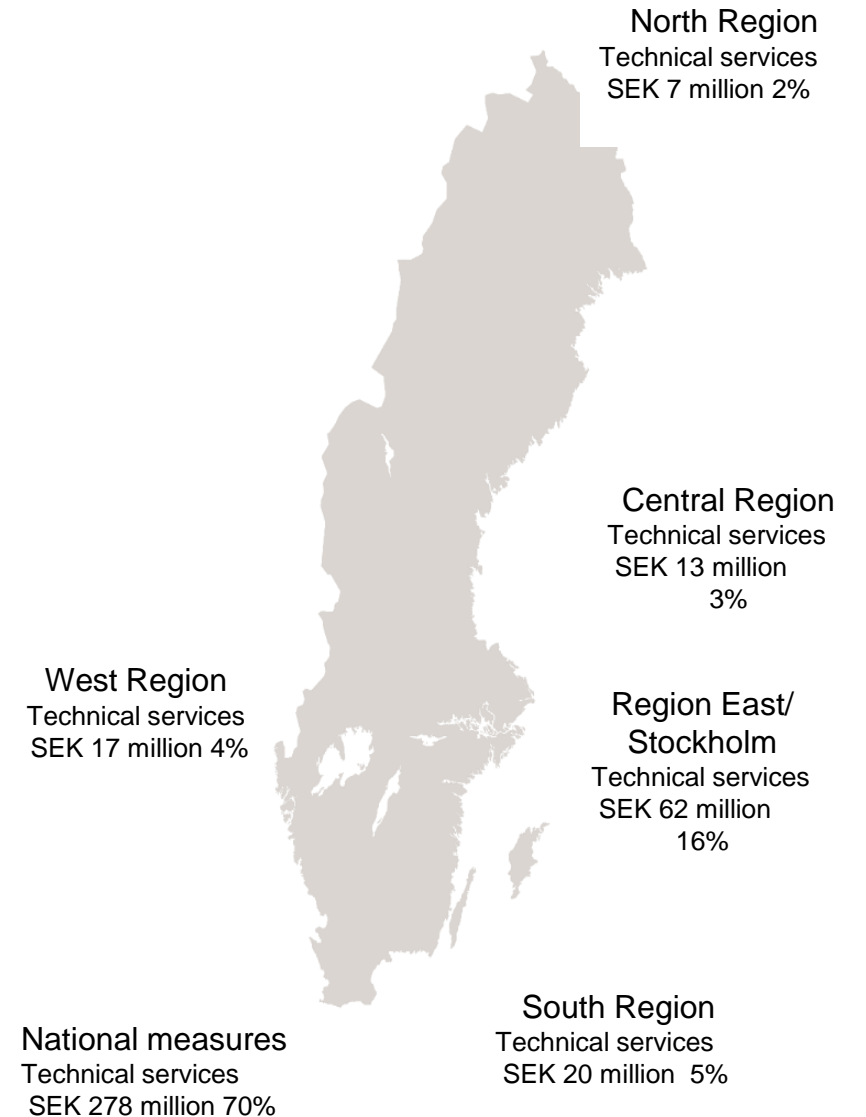 North Region
Technical services
SEK 7 million 2%
Central Region
Technical services
SEK 13 million
3%
West Region
Technical services
SEK 17 million 4%
Region East/
Stockholm
Technical services
SEK 62 million
16%
South Region
Technical services
SEK 20 million 5%
National measures
Technical services
SEK 278 million 70%